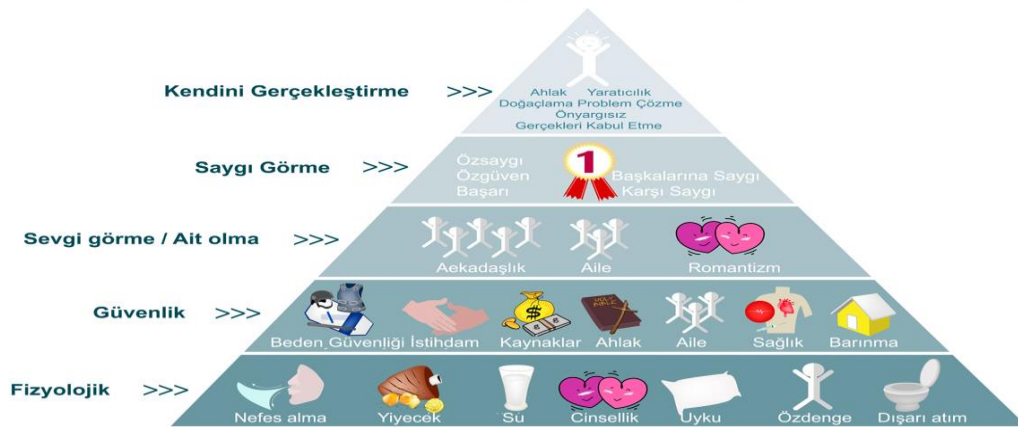 Kendini Gerçekleştirme >>>
Ahlak Yaratıcılık
Doğaçlama Problem Çözme
Önyargısız
Gerçekleri Kabul Etme
Saygı Görme >>>
Özsaygı
Özgüven
Başarı
1
Başkalarına Saygı
Karşı Saygı
Sevgi görme / Ait olma >>>
Aekadaşlık Aile Romantizm
Güvenlik >>>
Beden Güvenliği İstihdam Kaynaklar Ahlak Aile Sağlık Barınma
Fizyolojik >>>
Nefes alma Yiyecek Su Cinsellik Uyku Özdenge Dışarı atım